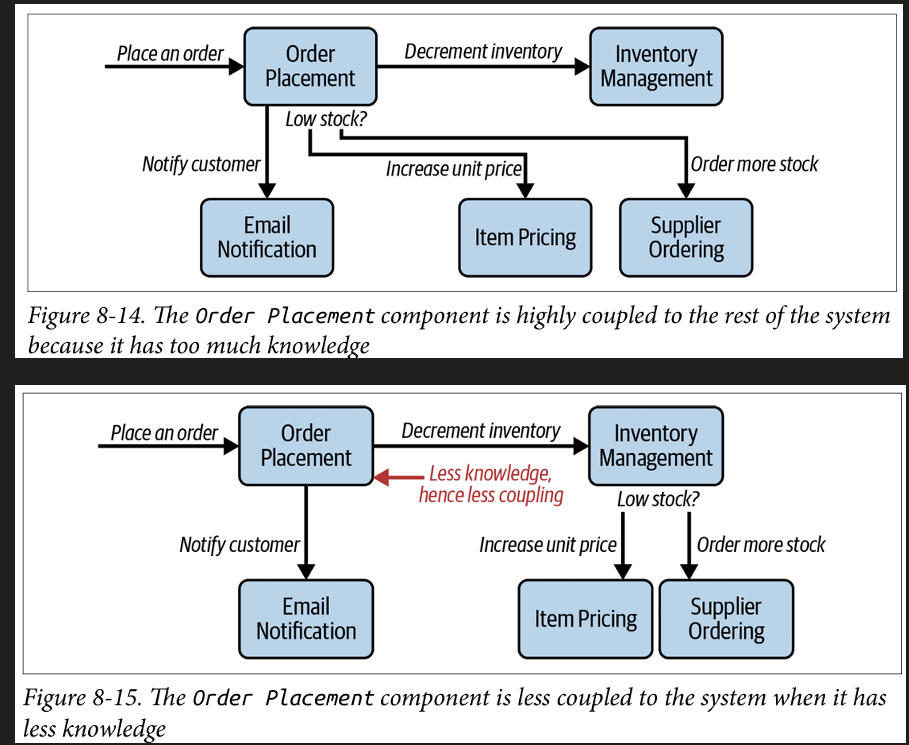 Place an order
Order
Placement
Decrement inventory
Inventory
Management
Low stock?
Notify customer
Increase unit price
Order more stock
Email
Notification
Item Pricing
Supplier
Ordering
Figure 8-14. The Order Placement component is highly coupled to the rest of the system
because it has too much knowledge
Place an order
Order
Placement
Decrement inventory
Inventory
Management
Less knowledge,
hence less coupling
Low stock?
Notify customer
Increase unit price
Order more stock
Email
Notification
Item Pricing
Supplier
Ordering
Figure 8-15. The Order Placement component is less coupled to the system when it has
less knowledge